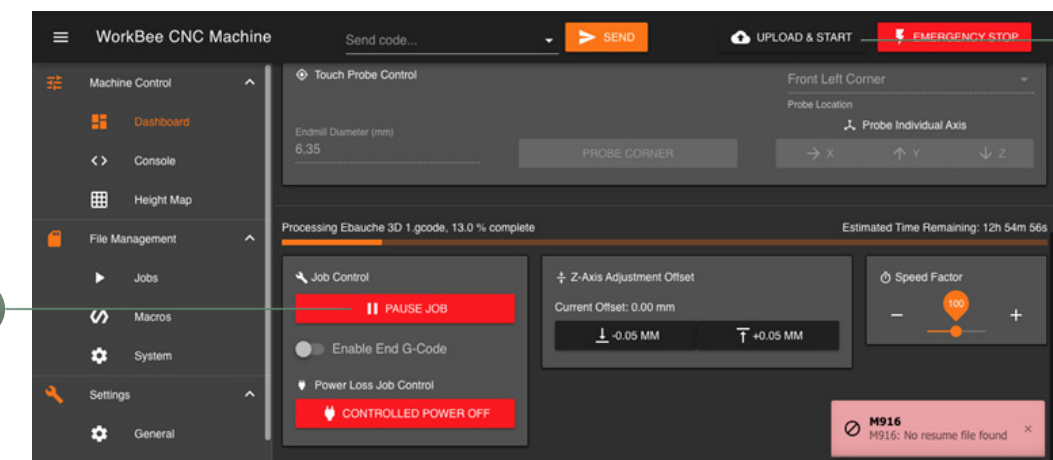 WorkBee CNC Machine
Send code...
SEND
UPLOAD & START
EMERGENCY STOP
Machine Control
Dashboard
Console
Height Map
File Management
Jobs
Macros
System
Settings
General
Touch Probe Control
Front Left Corner
Probe Location
Endmill Diameter (mm)
6,35
PROBE CORNER
Probe Individual Axis
X
Y
Z
Processing Ebauche 3D 1.gcode, 13.0 % complete
Estimated Time Remaining: 12h 54m 56s
Job Control
PAUSE JOB
Enable End G-Code
Power Loss Job Control
CONTROLLED POWER OFF
Z-Axis Adjustment Offset
Current Offset: 0.00 mm
-0.05 MM
+0.05 MM
Speed Factor
100
M916
M916: No resume file found